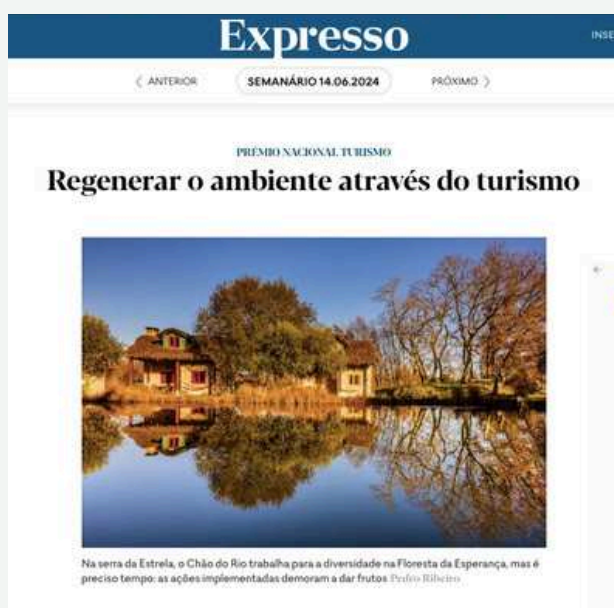 Expresso
INSE
ANTERIOR
SEMANÁRIO 14.06.2024
PRÓXIMO
PRÉMIO NACIONAL TURISMO
Regenerar o ambiente através do turismo
Na serra da Estrela, o Chão do Rio trabalha para a diversidade na Floresta da Esperança, mas é
preciso tempo: as ações implementadas demoram a dar frutos Pedro Ribeiro